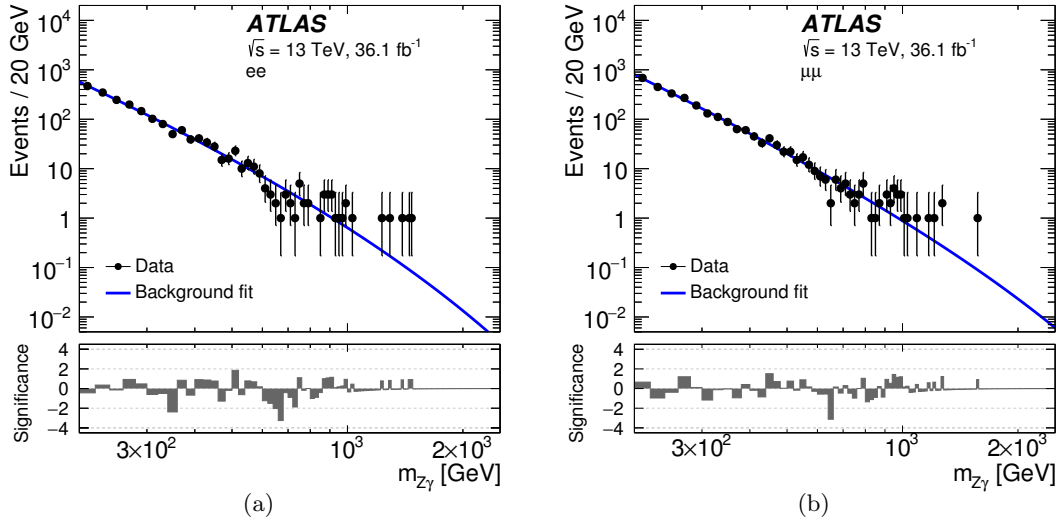 Events / 20 GeV
10⁴
10³
10²
10
1
10⁻¹
10⁻²
ATLAS
√s = 13 TeV, 36.1 fb⁻¹
ee
Data
Background fit
Significance
4
2
0
−2
−4
3×10²
10³
2×10³
m_Zγ [GeV]
(a)
Events / 20 GeV
10⁴
10³
10²
10
1
10⁻¹
10⁻²
ATLAS
√s = 13 TeV, 36.1 fb⁻¹
μμ
Data
Background fit
Significance
4
2
0
−2
−4
3×10²
10³
2×10³
m_Zγ [GeV]
(b)